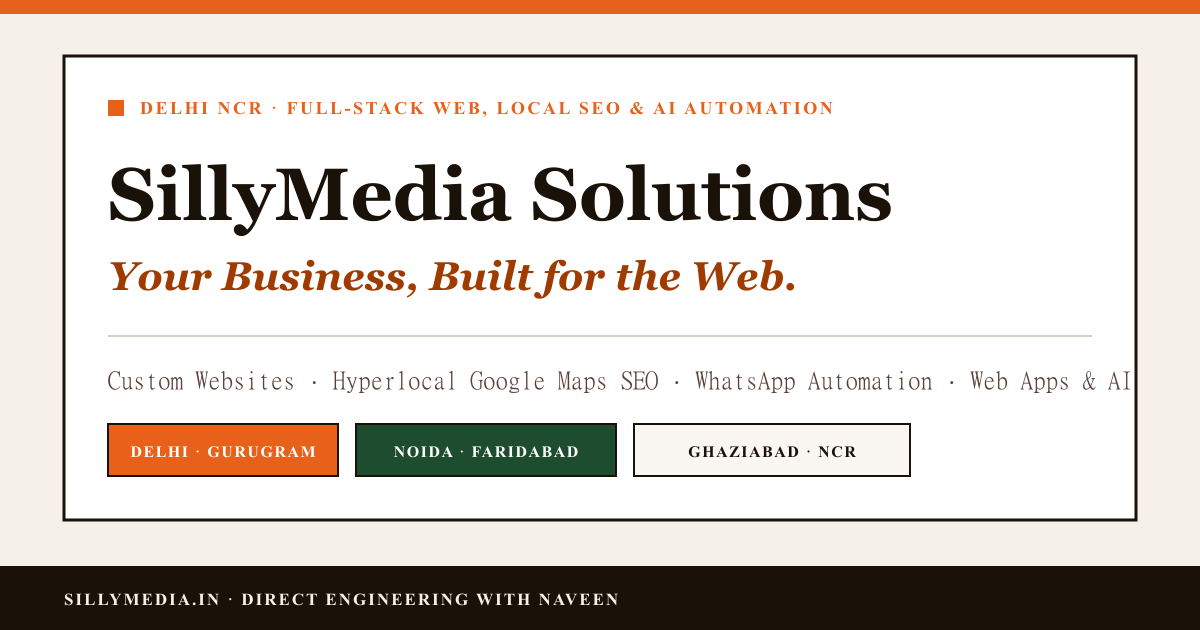 DELHI NCR · FULL-STACK WEB, LOCAL SEO & AI AUTOMATION
SillyMedia Solutions
Your Business, Built for the Web.
Custom Websites · Hyperlocal Google Maps SEO · WhatsApp Automation · Web Apps & AI
DELHI · GURUGRAM
NOIDA · FARIDABAD
GHAZIABAD · NCR
SILLYMEDIA.IN · DIRECT ENGINEERING WITH NAVEEN